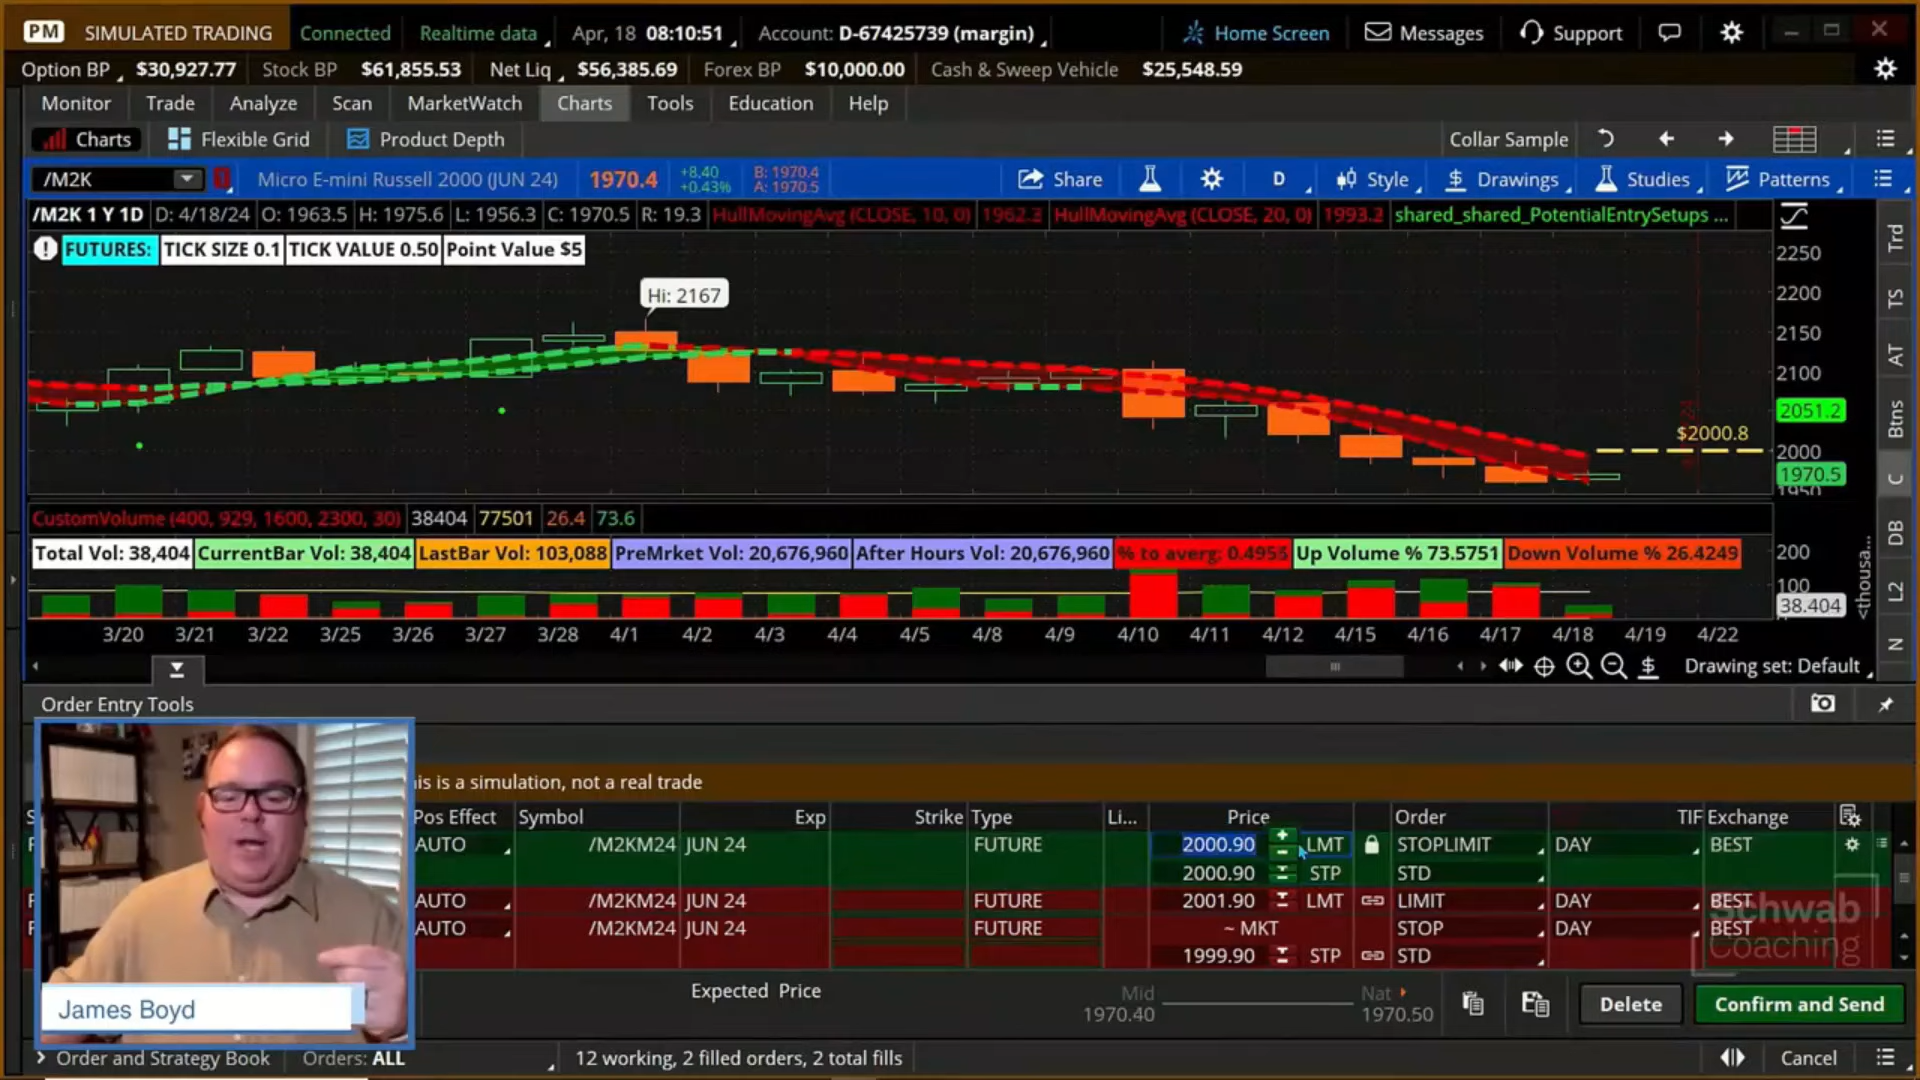 PM SIMULATED TRADING Connected Realtime data Apr, 18 08:10:51 Account: D-67425739 (margin) Home Screen Messages Support
Option BP $30,927.77 Stock BP $61,855.53 Net Liq $56,385.69 Forex BP $10,000.00 Cash & Sweep Vehicle $25,548.59
Monitor Trade Analyze Scan MarketWatch Charts Tools Education Help
Charts Flexible Grid Product Depth Collar Sample
/M2K Micro E-mini Russell 2000 (JUN 24) 1970.4 +8.40 +0.43% B: 1970.4 A: 1970.5 Share D Style Drawings Studies Patterns
/M2K 1 Y 1D D: 4/18/24 O: 1963.5 H: 1975.6 L: 1956.3 C: 1970.5 R: 19.3 HullMovingAvg (CLOSE, 10, 0) 1962.3 HullMovingAvg (CLOSE, 20, 0) 1993.2 shared_shared_PotentialEntrySetups ...
FUTURES: TICK SIZE 0.1 TICK VALUE 0.50 Point Value $5
Hi: 2167
2250
2200
2150
2100
2051.2
$2000.8
2000
1970.5
1950
Trd
TS
AT
Btns
C
DB
L2
N
CustomVolume (400, 929, 1600, 2300, 30) 38404 77501 26.4 73.6
Total Vol: 38,404 CurrentBar Vol: 38,404 LastBar Vol: 103,088 PreMrket Vol: 20,676,960 After Hours Vol: 20,676,960 % to averg: 0.4955 Up Volume % 73.5751 Down Volume % 26.4249
200
100
38.404
<thousa...
3/20 3/21 3/22 3/25 3/26 3/27 3/28 4/1 4/2 4/3 4/4 4/5 4/8 4/9 4/10 4/11 4/12 4/15 4/16 4/17 4/18 4/19 4/22
Drawing set: Default
Order Entry Tools
is is a simulation, not a real trade
Pos Effect Symbol Exp Strike Type Li... Price Order TIF Exchange
AUTO /M2KM24 JUN 24 FUTURE 2000.90 LMT STOPLIMIT DAY BEST
2000.90 STP STD
AUTO /M2KM24 JUN 24 FUTURE 2001.90 LMT LIMIT DAY BEST
AUTO /M2KM24 JUN 24 FUTURE ~ MKT STOP DAY BEST
1999.90 STP STD
Schwab
Coaching
James Boyd
Expected Price Mid 1970.40 Nat 1970.50 Delete Confirm and Send
Order and Strategy Book Orders: ALL 12 working, 2 filled orders, 2 total fills Cancel